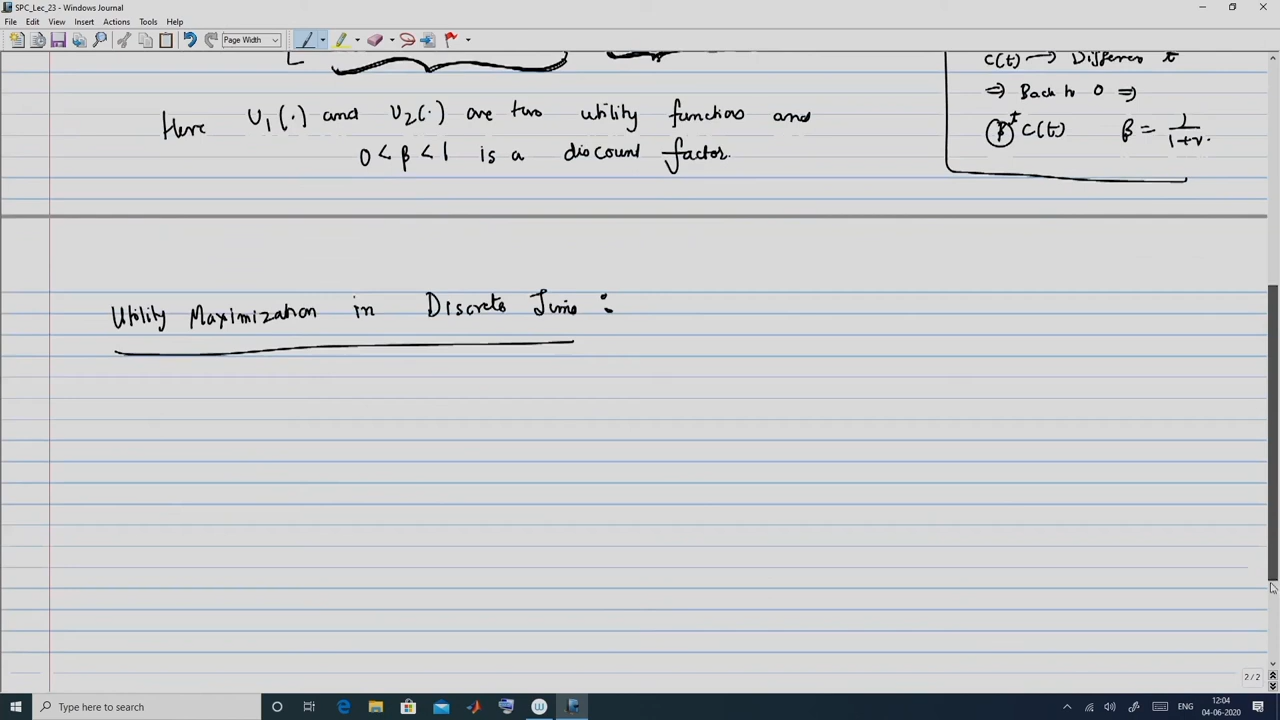 SPC_Lec_23 - Windows Journal
File Edit View Insert Actions Tools Help
Page Width
C(t) → Different t
⇒ Back to 0 ⇒
β^t C(t) β = 1/(1+r).
Here U₁(·) and U₂(·) are two utility functions and
0 < β < 1 is a discount factor.
Utility Maximization in Discrete Time :
2/2
Type here to search
ENG
12:04
04-06-2020